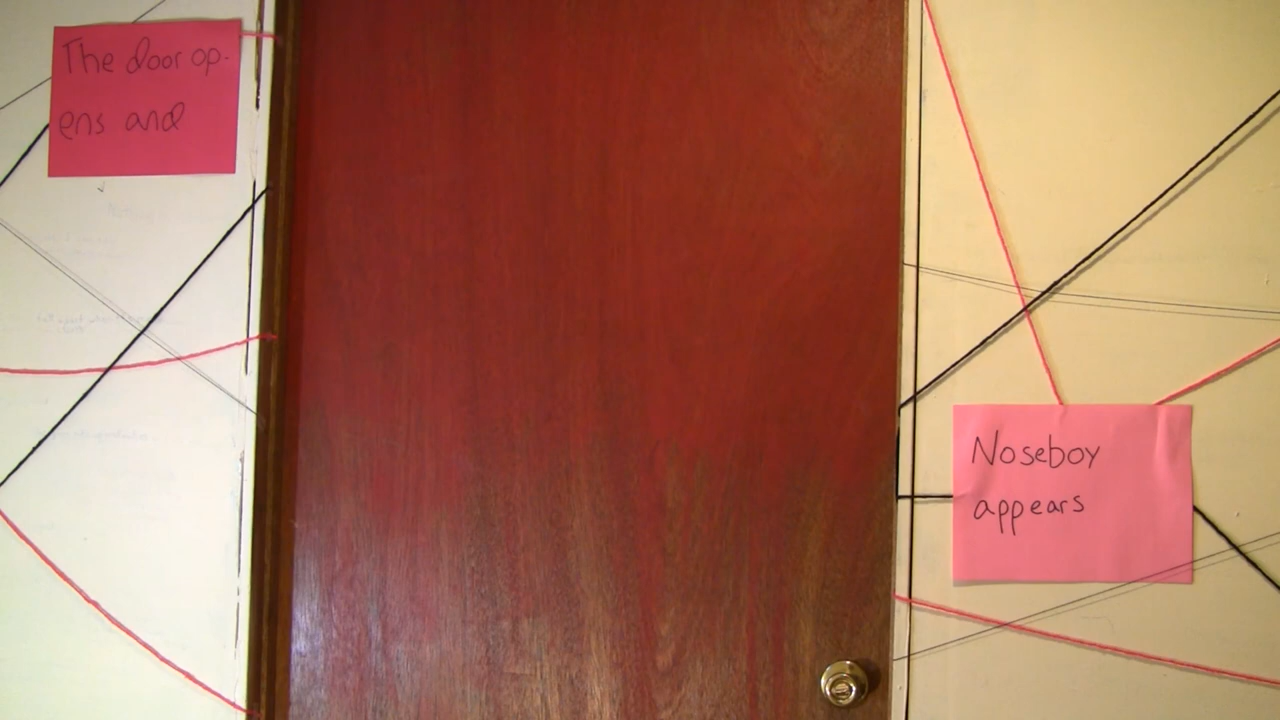 The door op-
ens and
Noseboy
appears